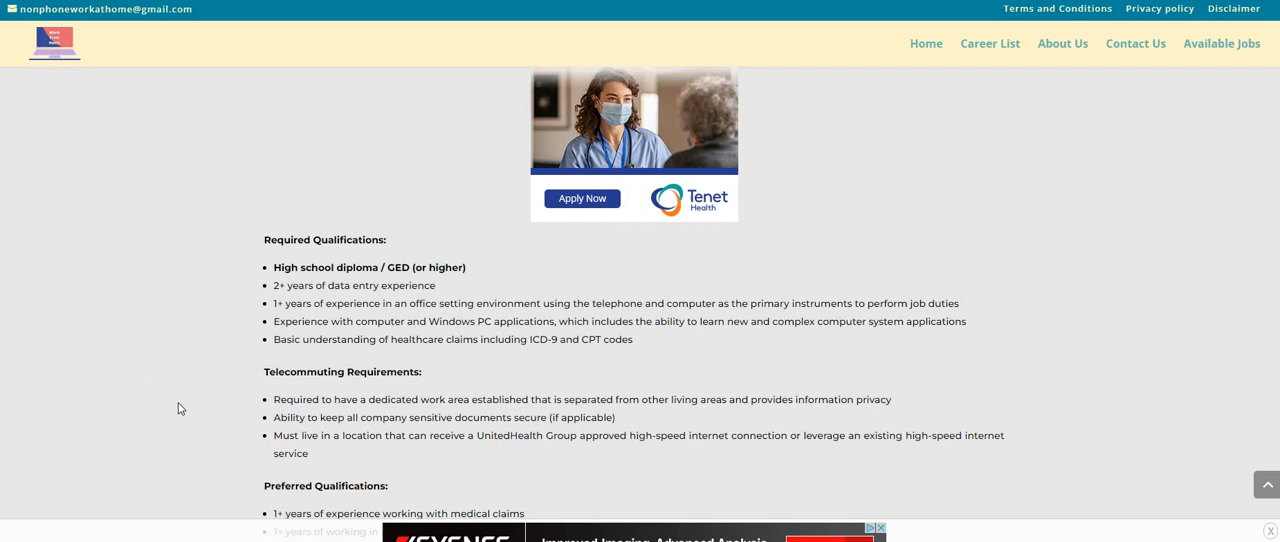 nonphoneworkathome@gmail.com
Terms and Conditions Privacy policy Disclaimer
Work From Home
Home Career List About Us Contact Us Available Jobs
Apply Now
Tenet Health
Required Qualifications:
High school diploma / GED (or higher)
2+ years of data entry experience
1+ years of experience in an office setting environment using the telephone and computer as the primary instruments to perform job duties
Experience with computer and Windows PC applications, which includes the ability to learn new and complex computer system applications
Basic understanding of healthcare claims including ICD-9 and CPT codes
Telecommuting Requirements:
Required to have a dedicated work area established that is separated from other living areas and provides information privacy
Ability to keep all company sensitive documents secure (if applicable)
Must live in a location that can receive a UnitedHealth Group approved high-speed internet connection or leverage an existing high-speed internet
service
Preferred Qualifications:
1+ years of experience working with medical claims
1+ years of working in
KEYENCE Improved Imaging, Advanced Analysis